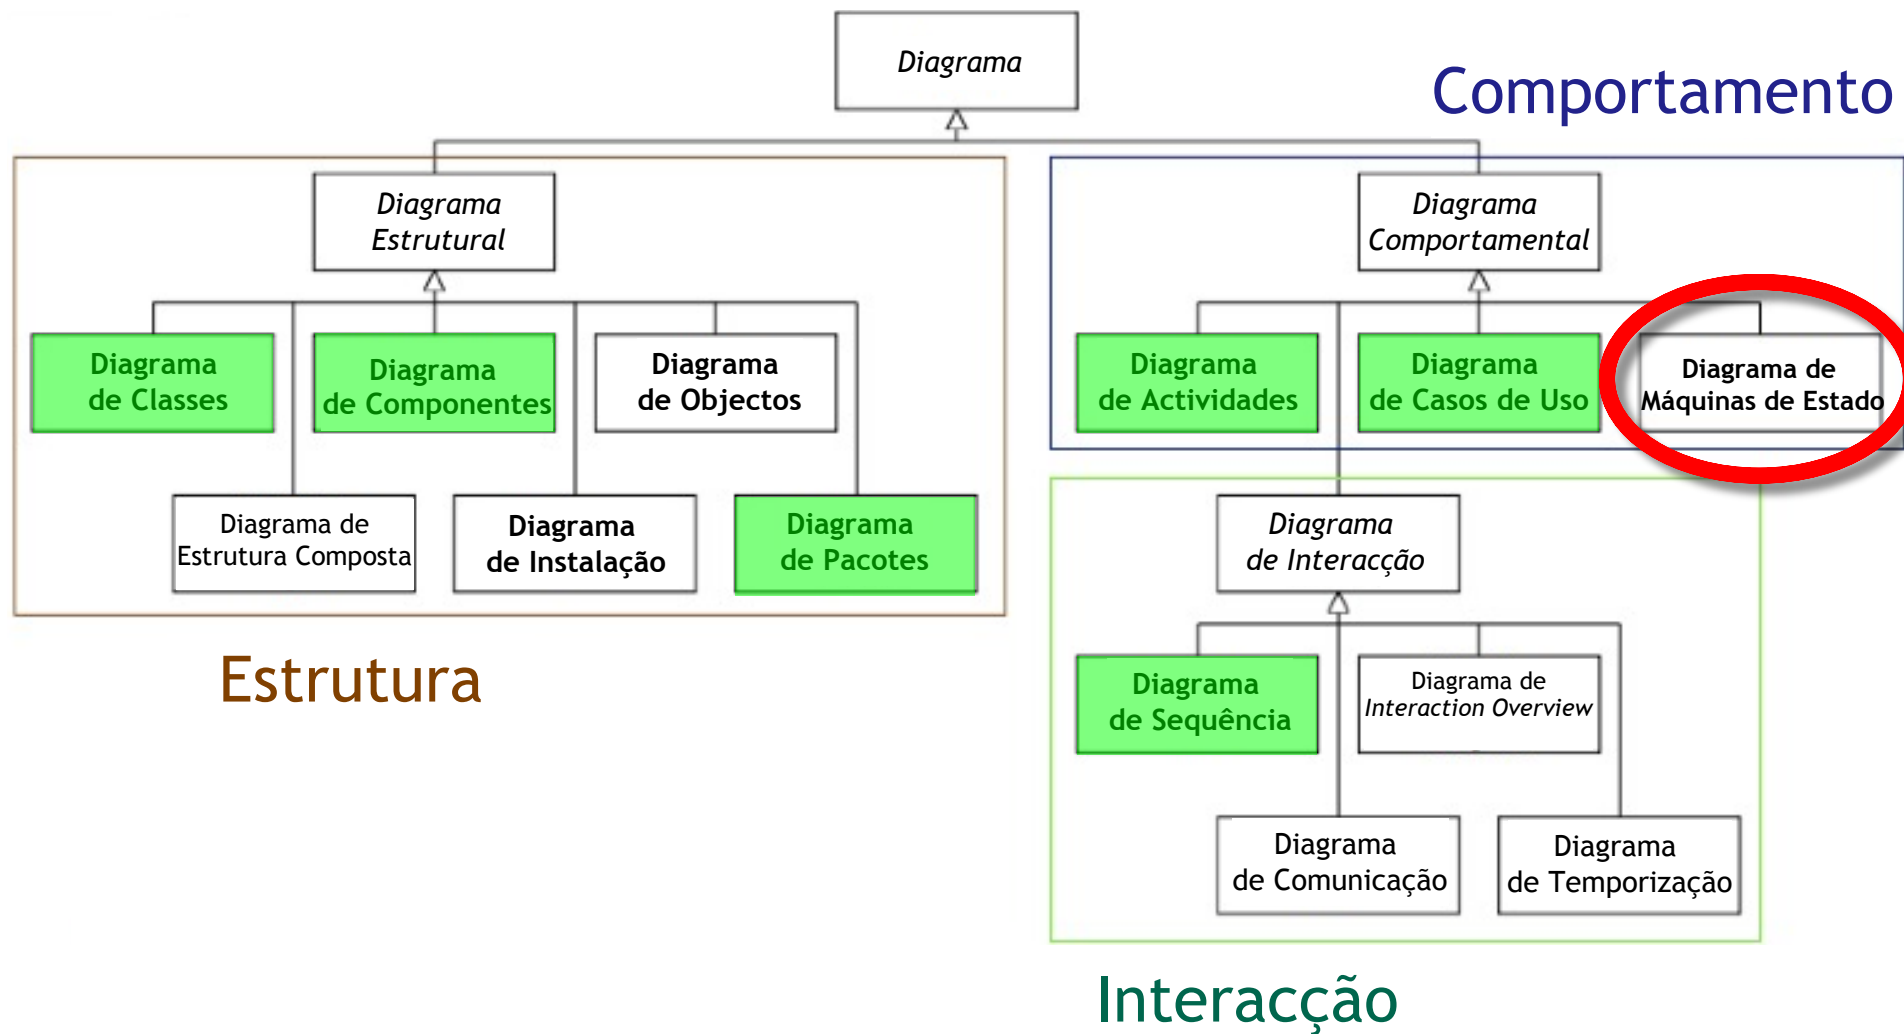 Diagrama
Comportamento
Diagrama
Estrutural
Diagrama
Comportamental
Diagrama
de Classes
Diagrama
de Componentes
Diagrama
de Objectos
Diagrama
de Actividades
Diagrama
de Casos de Uso
Diagrama de
Máquinas de Estado
Diagrama de
Estrutura Composta
Diagrama
de Instalação
Diagrama
de Pacotes
Diagrama
de Interacção
Estrutura
Diagrama
de Sequência
Diagrama de
Interaction Overview
Diagrama
de Comunicação
Diagrama
de Temporização
Interacção